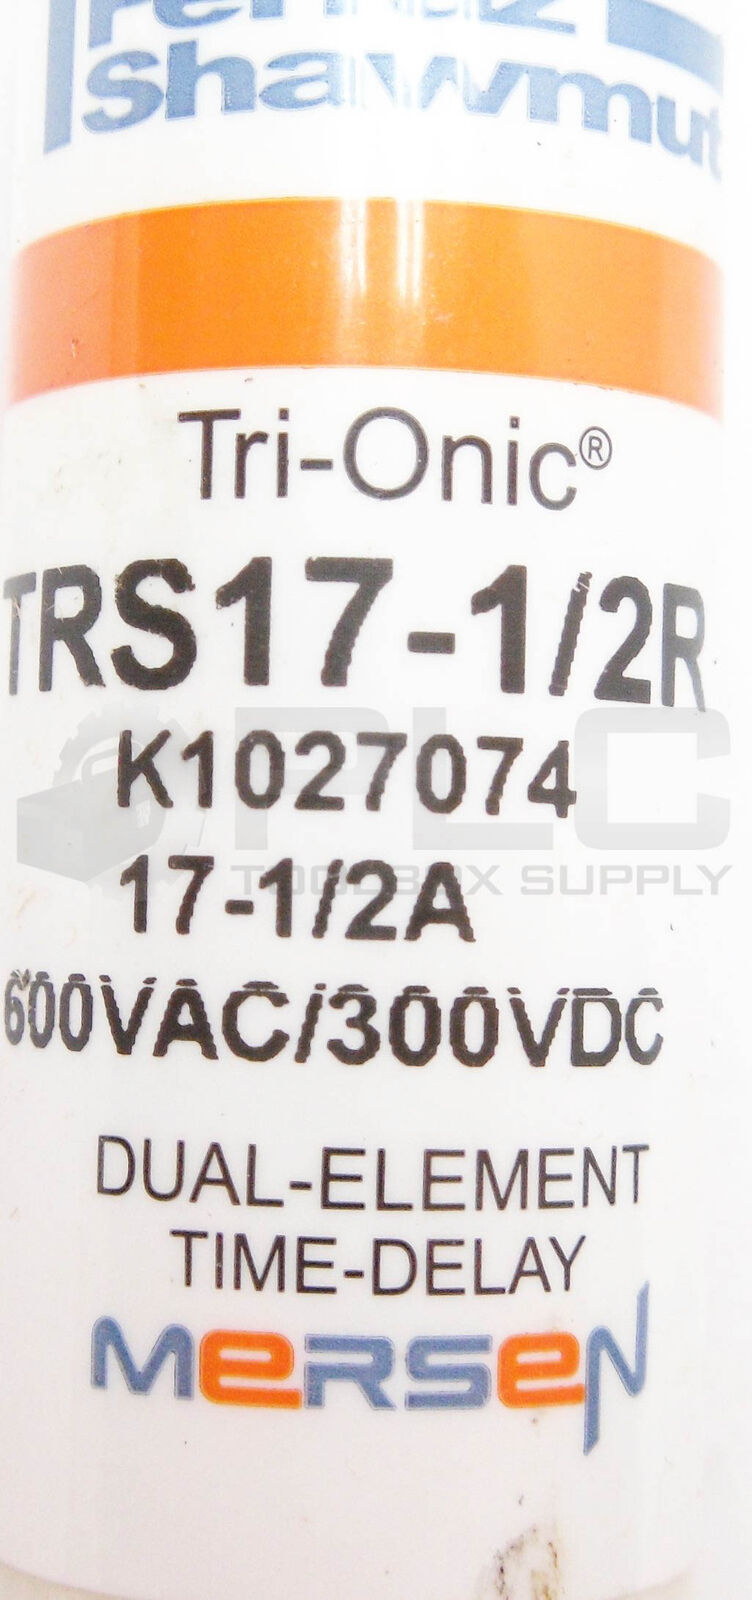 shawmut
Tri-Onic®
TRS17-1/2R
K1027074
17-1/2A
600VAC/300VDC
DUAL-ELEMENT
TIME-DELAY
MERSEN
PLC
TOOLBOX SUPPLY